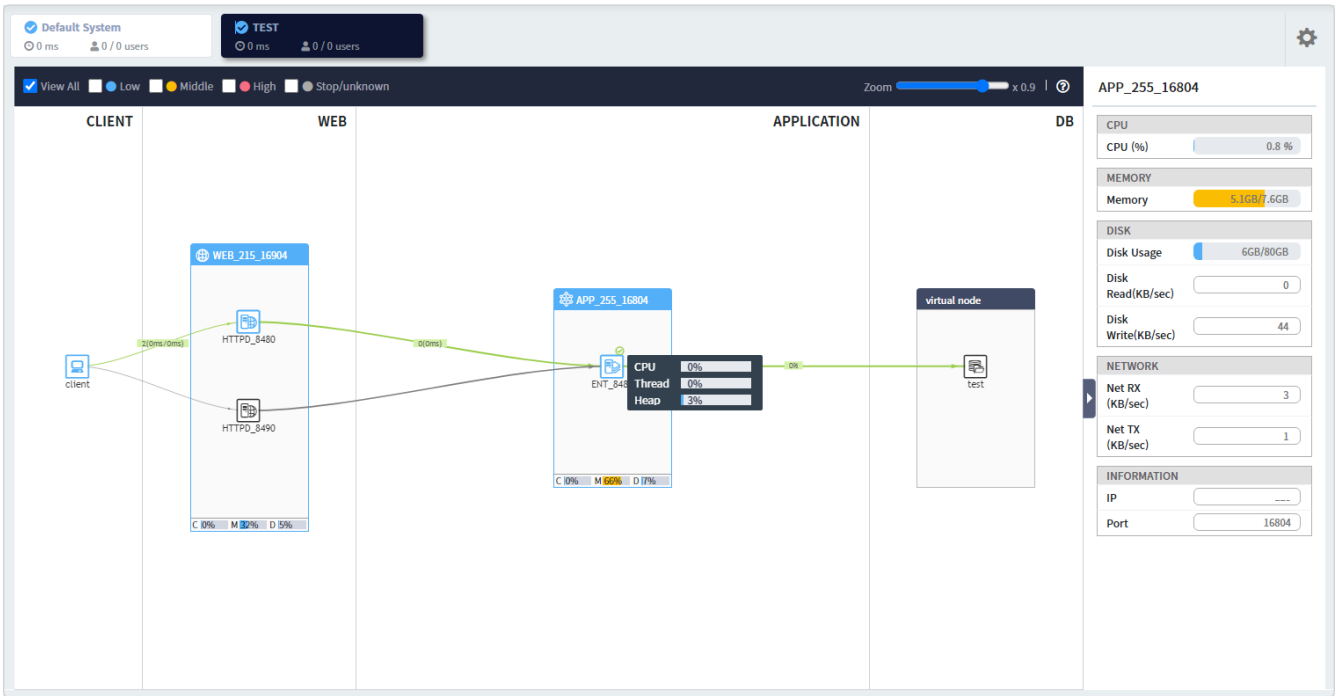 Default System
0 ms 0 / 0 users
TEST
0 ms 0 / 0 users
View All Low Middle High Stop/unknown
Zoom x 0.9
CLIENT WEB APPLICATION DB
WEB_215_16904
HTTPD_8480
HTTPD_8490
C 0% M 32% D 5%
client
2(0ms/0ms)
0(0ms)
APP_255_16804
ENT_848
CPU 0%
Thread 0%
Heap 3%
C 0% M 66% D 7%
0%
virtual node
test
APP_255_16804
CPU
CPU (%) 0.8 %
MEMORY
Memory 5.1GB/7.6GB
DISK
Disk Usage 6GB/80GB
Disk
Read(KB/sec) 0
Disk
Write(KB/sec) 44
NETWORK
Net RX
(KB/sec) 3
Net TX
(KB/sec) 1
INFORMATION
IP ___
Port 16804